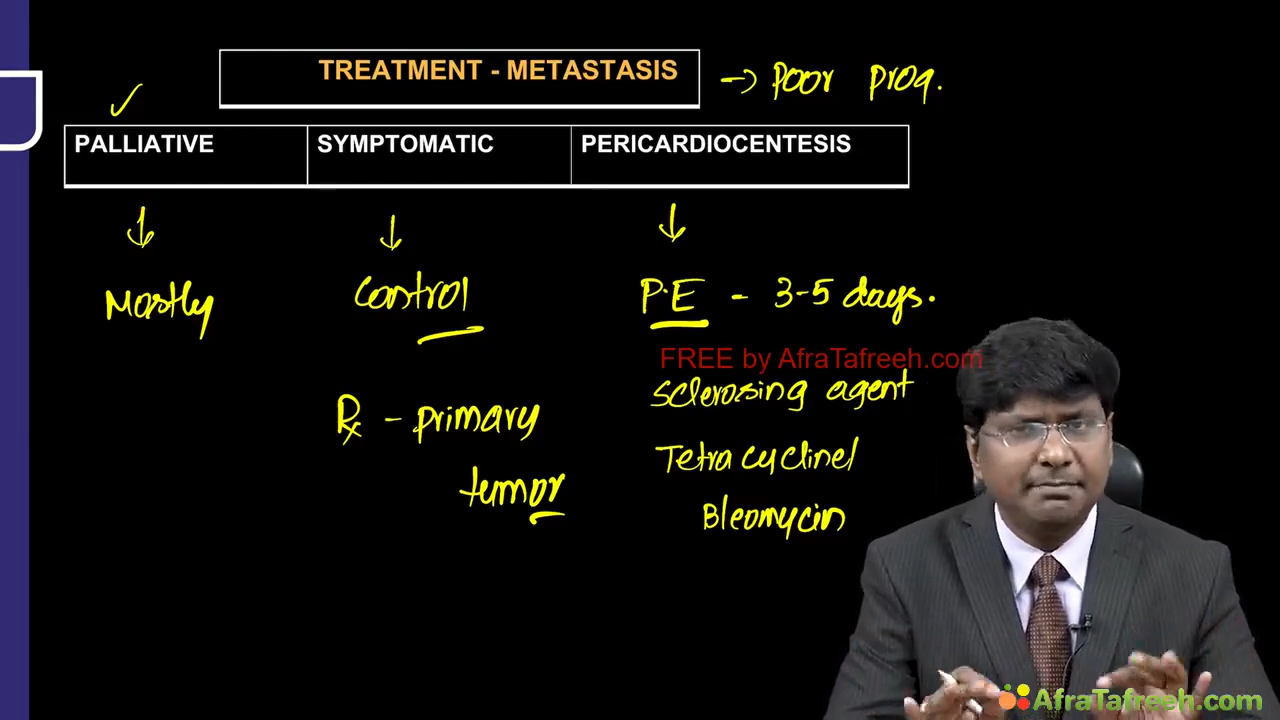 TREATMENT - METASTASIS → Poor prog.
✓
PALLIATIVE SYMPTOMATIC PERICARDIOCENTESIS
↓ ↓ ↓
Mostly Control P.E - 3-5 days.
FREE by AfraTafreeh.com
Sclerosing agent
Rx - primary
tumor
Tetracycline/
Bleomycin
AfraTafreeh.com